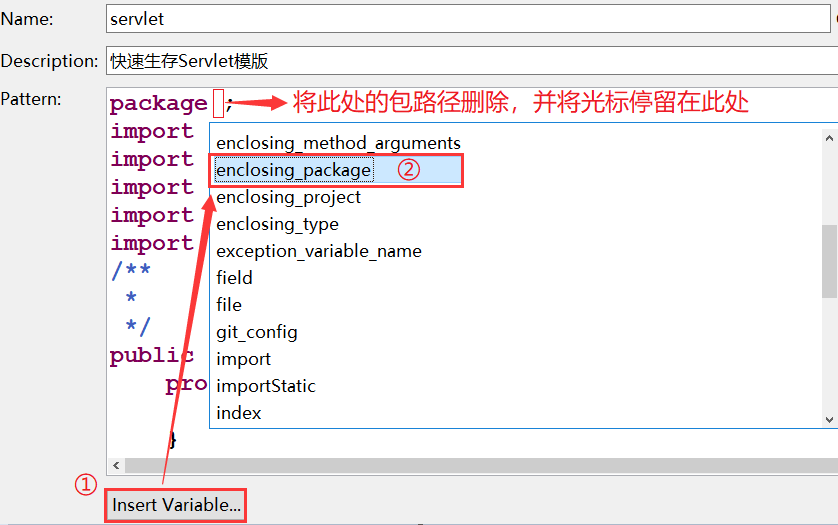 Name: servlet
Description: 快速生存Servlet模版
Pattern: package ; 将此处的包路径删除，并将光标停留在此处
import
enclosing_method_arguments
import
enclosing_package ②
import
enclosing_project
import
enclosing_type
import
exception_variable_name
/**
field
*
file
*/
git_config
public
import
pro
importStatic
index
}
① Insert Variable...